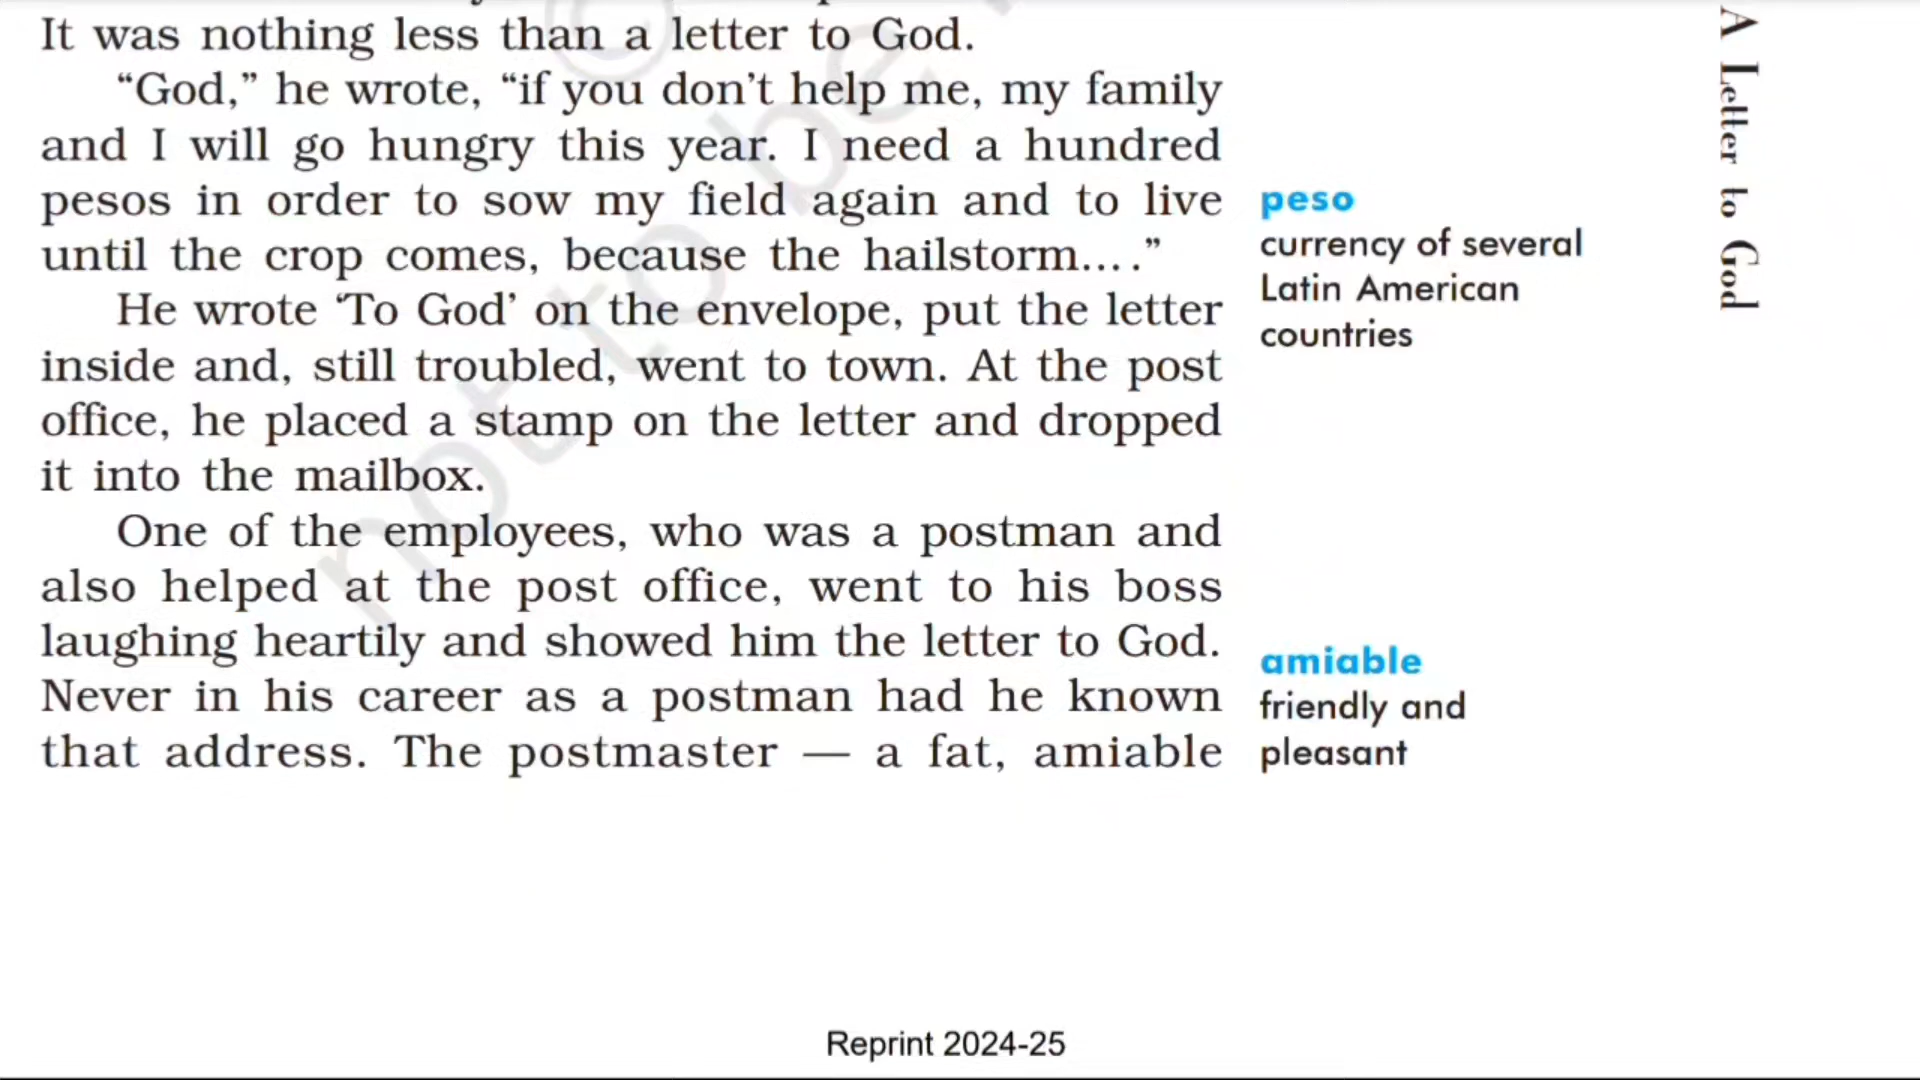 It was nothing less than a letter to God.
“God,” he wrote, “if you don’t help me, my family
and I will go hungry this year. I need a hundred
pesos in order to sow my field again and to live
until the crop comes, because the hailstorm....”
He wrote ‘To God’ on the envelope, put the letter
inside and, still troubled, went to town. At the post
office, he placed a stamp on the letter and dropped
it into the mailbox.
One of the employees, who was a postman and
also helped at the post office, went to his boss
laughing heartily and showed him the letter to God.
Never in his career as a postman had he known
that address. The postmaster — a fat, amiable
peso
currency of several
Latin American
countries
amiable
friendly and
pleasant
A Letter to God
not to be
©
Reprint 2024-25